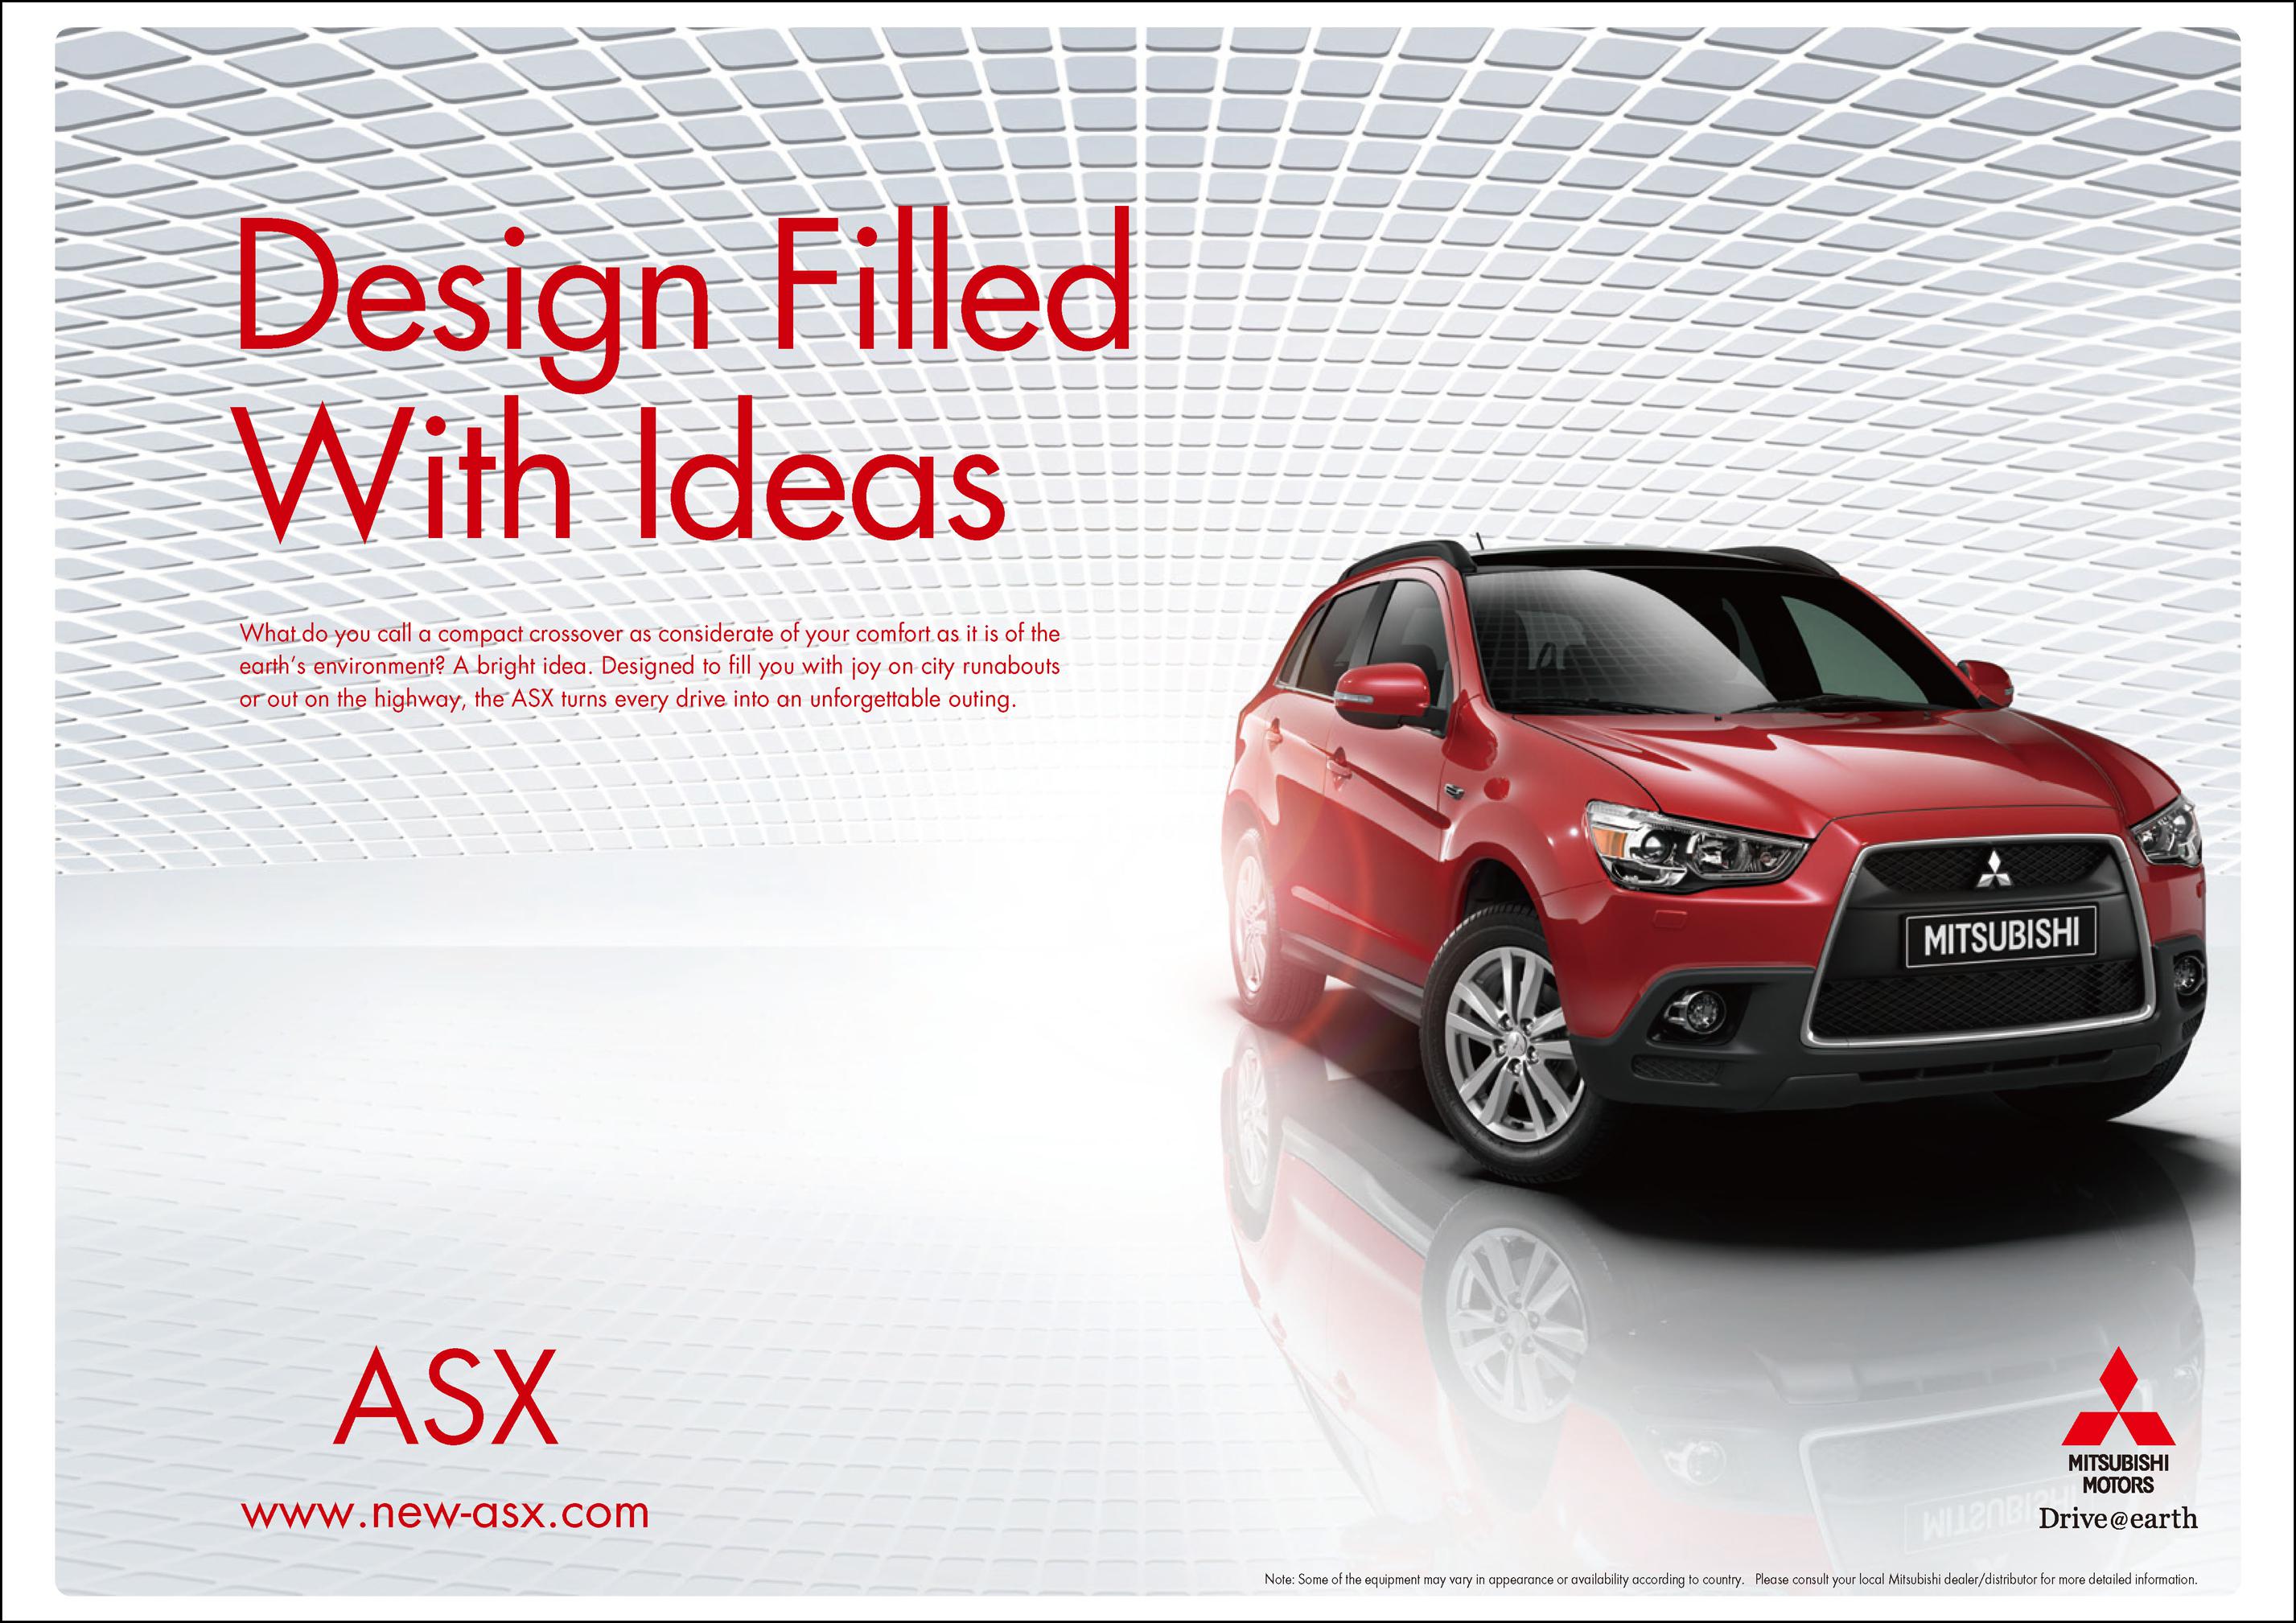 Design Filled
With Ideas
What do you call a compact crossover as considerate of your comfort as it is of the
earth's environment? A bright idea. Designed to fill you with joy on city runabouts
or out on the highway, the ASX turns every drive into an unforgettable outing.
MITSUBISHI
ASX
www.new-asx.com
MITSUBISHI
MOTORS
Drive@earth
Note: Some of the equipment may vary in appearance or availability according to country. Please consult your local Mitsubishi dealer/distributor for more detailed information.